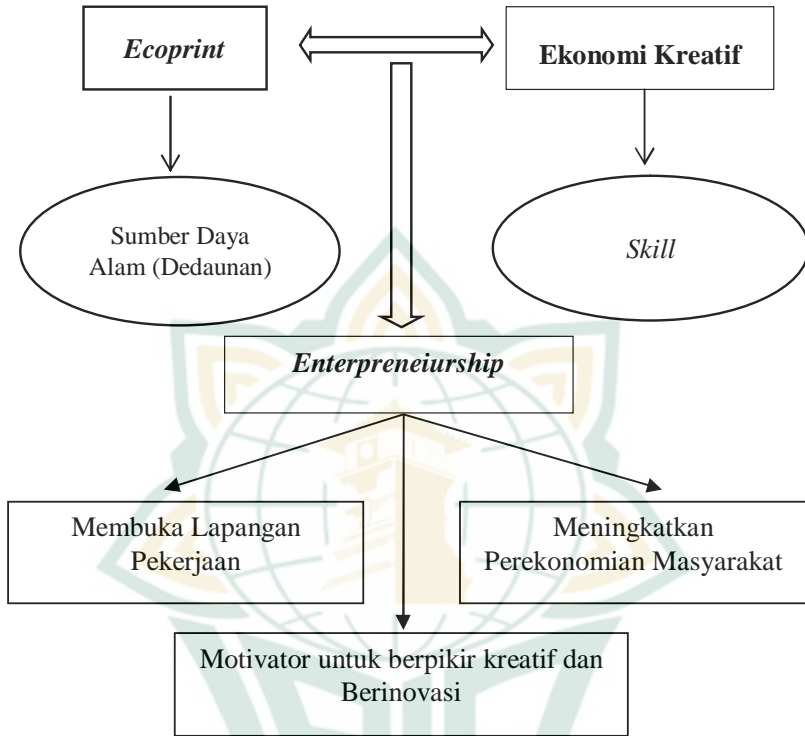 Ecoprint
Ekonomi Kreatif
Sumber Daya
Alam (Dedaunan)
Skill
Enterpreneiurship
Membuka Lapangan
Pekerjaan
Meningkatkan
Perekonomian Masyarakat
Motivator untuk berpikir kreatif dan
Berinovasi